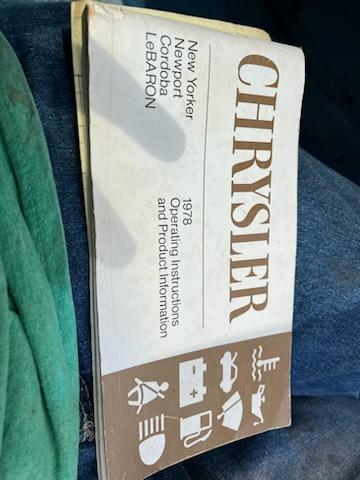 CHRYSLER
New Yorker
Newport
Cordoba
LeBARON
1978
Operating Instructions
and Product Information